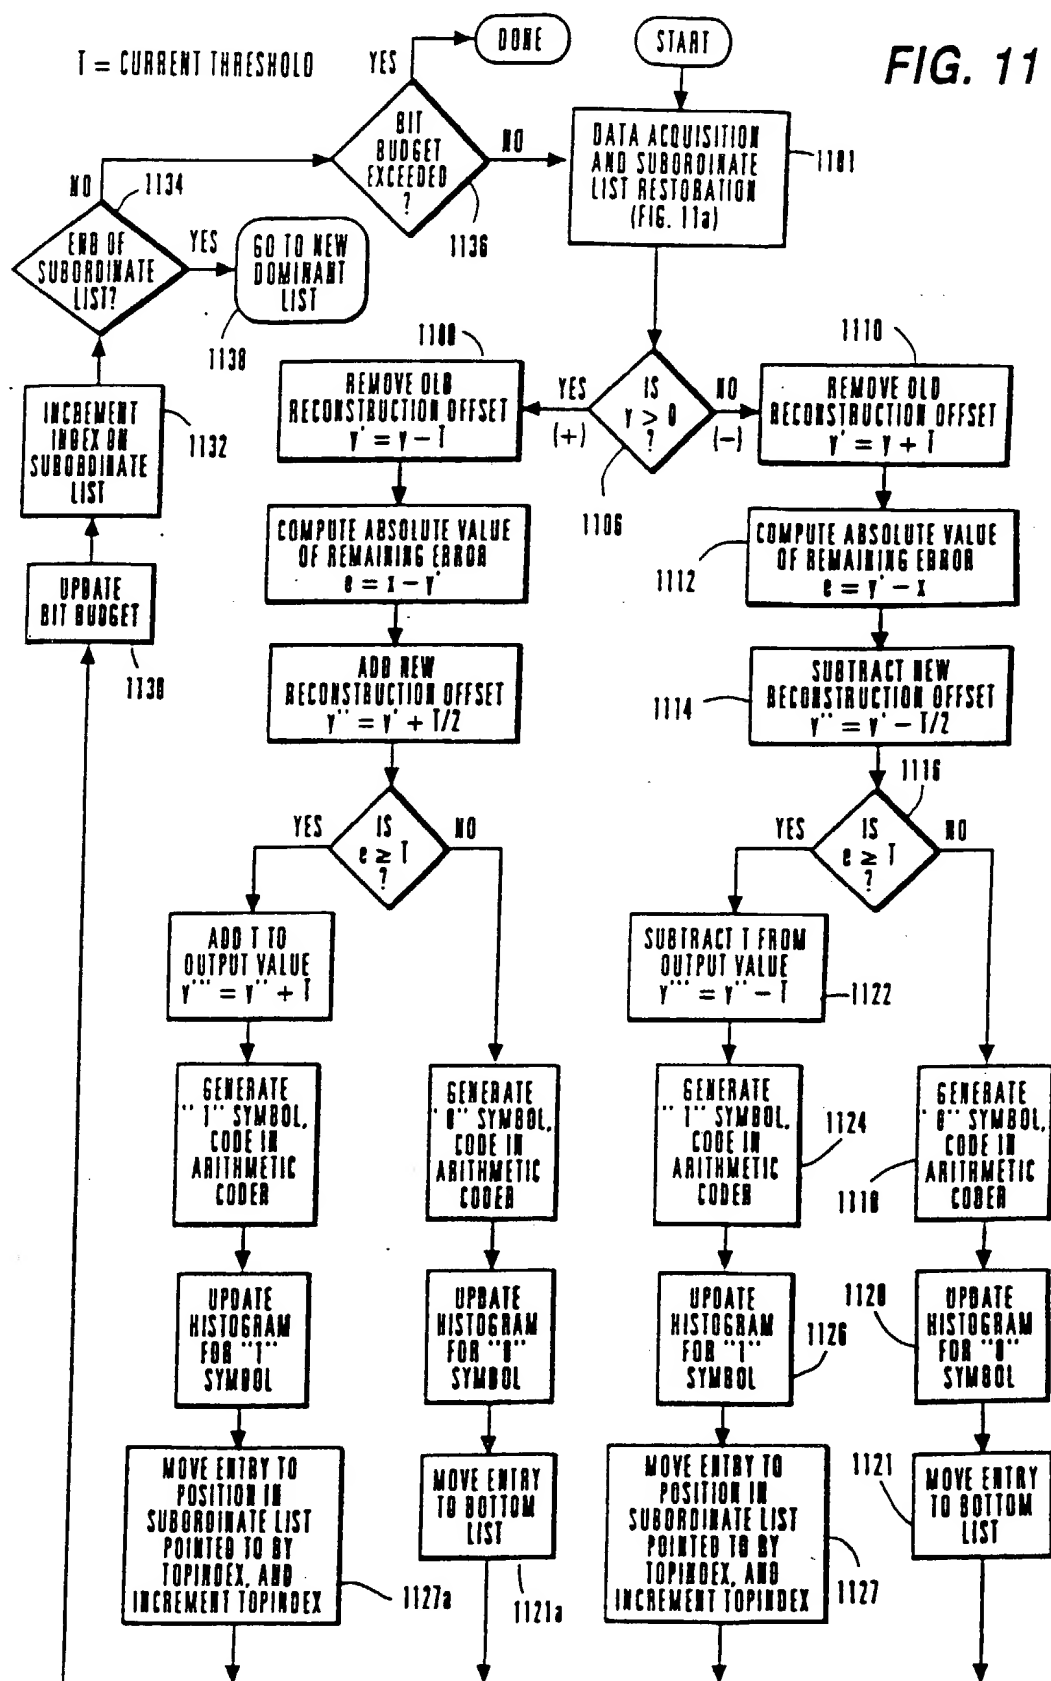 FIG. 11
T = CURRENT THRESHOLD
DONE
START
YES
BIT
BUDGET
EXCEEDED
?
NO
1136
DATA ACQUISITION
AND SUBORDINATE
LIST RESTORATION
(FIG. 11a)
1101
NO
1134
END OF
SUBORDINATE
LIST?
YES
GO TO NEW
DOMINANT
LIST
1138
INCREMENT
INDEX ON
SUBORDINATE
LIST
1132
UPDATE
BIT BUDGET
1130
IS
y > 0
?
1106
YES
(+)
NO
(-)
1108
REMOVE OLD
RECONSTRUCTION OFFSET
y' = y - T
1110
REMOVE OLD
RECONSTRUCTION OFFSET
y' = y + T
COMPUTE ABSOLUTE VALUE
OF REMAINING ERROR
e = x - y'
COMPUTE ABSOLUTE VALUE
OF REMAINING ERROR
e = y' - x
1112
ADD NEW
RECONSTRUCTION OFFSET
y'' = y' + T/2
SUBTRACT NEW
RECONSTRUCTION OFFSET
y'' = y' - T/2
1114
YES
IS
e ≥ T
?
NO
YES
IS
e ≥ T
?
NO
1116
ADD T TO
OUTPUT VALUE
y''' = y'' + T
SUBTRACT T FROM
OUTPUT VALUE
y''' = y'' - T
1122
GENERATE
"1" SYMBOL,
CODE IN
ARITHMETIC
CODER
GENERATE
'0" SYMBOL,
CODE IN
ARITHMETIC
CODER
GENERATE
"1" SYMBOL,
CODE IN
ARITHMETIC
CODER
1124
GENERATE
'0" SYMBOL,
CODE IN
ARITHMETIC
CODER
1118
UPDATE
HISTOGRAM
FOR "1"
SYMBOL
UPDATE
HISTOGRAM
FOR "0"
SYMBOL
UPDATE
HISTOGRAM
FOR "1"
SYMBOL
1126
UPDATE
HISTOGRAM
FOR "0"
SYMBOL
1120
MOVE ENTRY TO
POSITION IN
SUBORDINATE LIST
POINTED TO BY
TOPINDEX, AND
INCREMENT TOPINDEX
1127a
MOVE ENTRY
TO BOTTOM
LIST
1121a
MOVE ENTRY TO
POSITION IN
SUBORDINATE LIST
POINTED TO BY
TOPINDEX, AND
INCREMENT TOPINDEX
1127
MOVE ENTRY
TO BOTTOM
LIST
1121